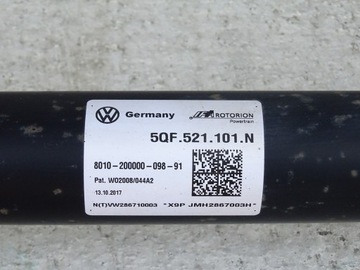 Germany ROTORION
Powertrain
5QF.521.101.N
8010-200000-098-91
Pat. WO2008/044A2
13.10.2017
N(T)VW286710003 "X9P JMH2867003H"